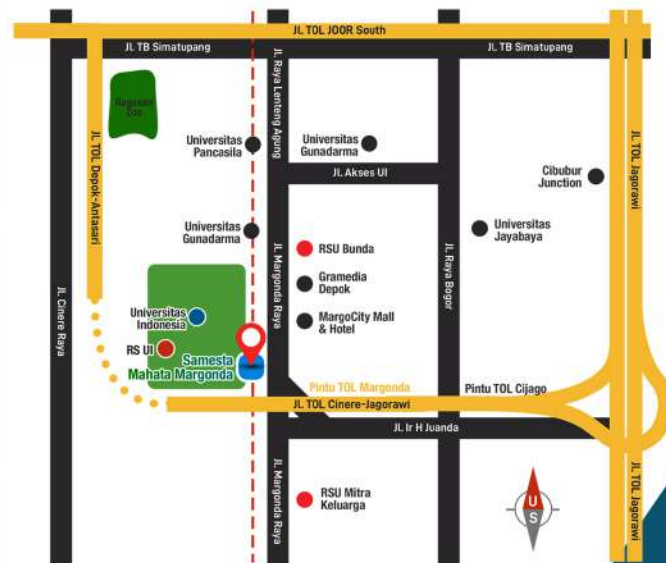 JL TOL JOOR South
JL TB Simatupang
JL TB Simatupang
Ragunan
Zoo
JL TOL Depok-Antasari
JL Raya Lenteng Agung
JL TOL Jagorawi
Universitas
Pancasila
Universitas
Gunadarma
JL Akses UI
Cibubur
Junction
Universitas
Gunadarma
Universitas
Jayabaya
RSU Bunda
JL Cinere Raya
JL Margonda Raya
JL Raya Bogor
Gramedia
Depok
Universitas
Indonesia
MargoCity Mall
& Hotel
RS UI
Samesta
Mahata Margonda
Pintu TOL Margonda
Pintu TOL Cijago
JL TOL Cinere-Jagorawi
JL Ir H Juanda
JL Margonda Raya
RSU Mitra
Keluarga
U
S
JL TOL Jagorawi